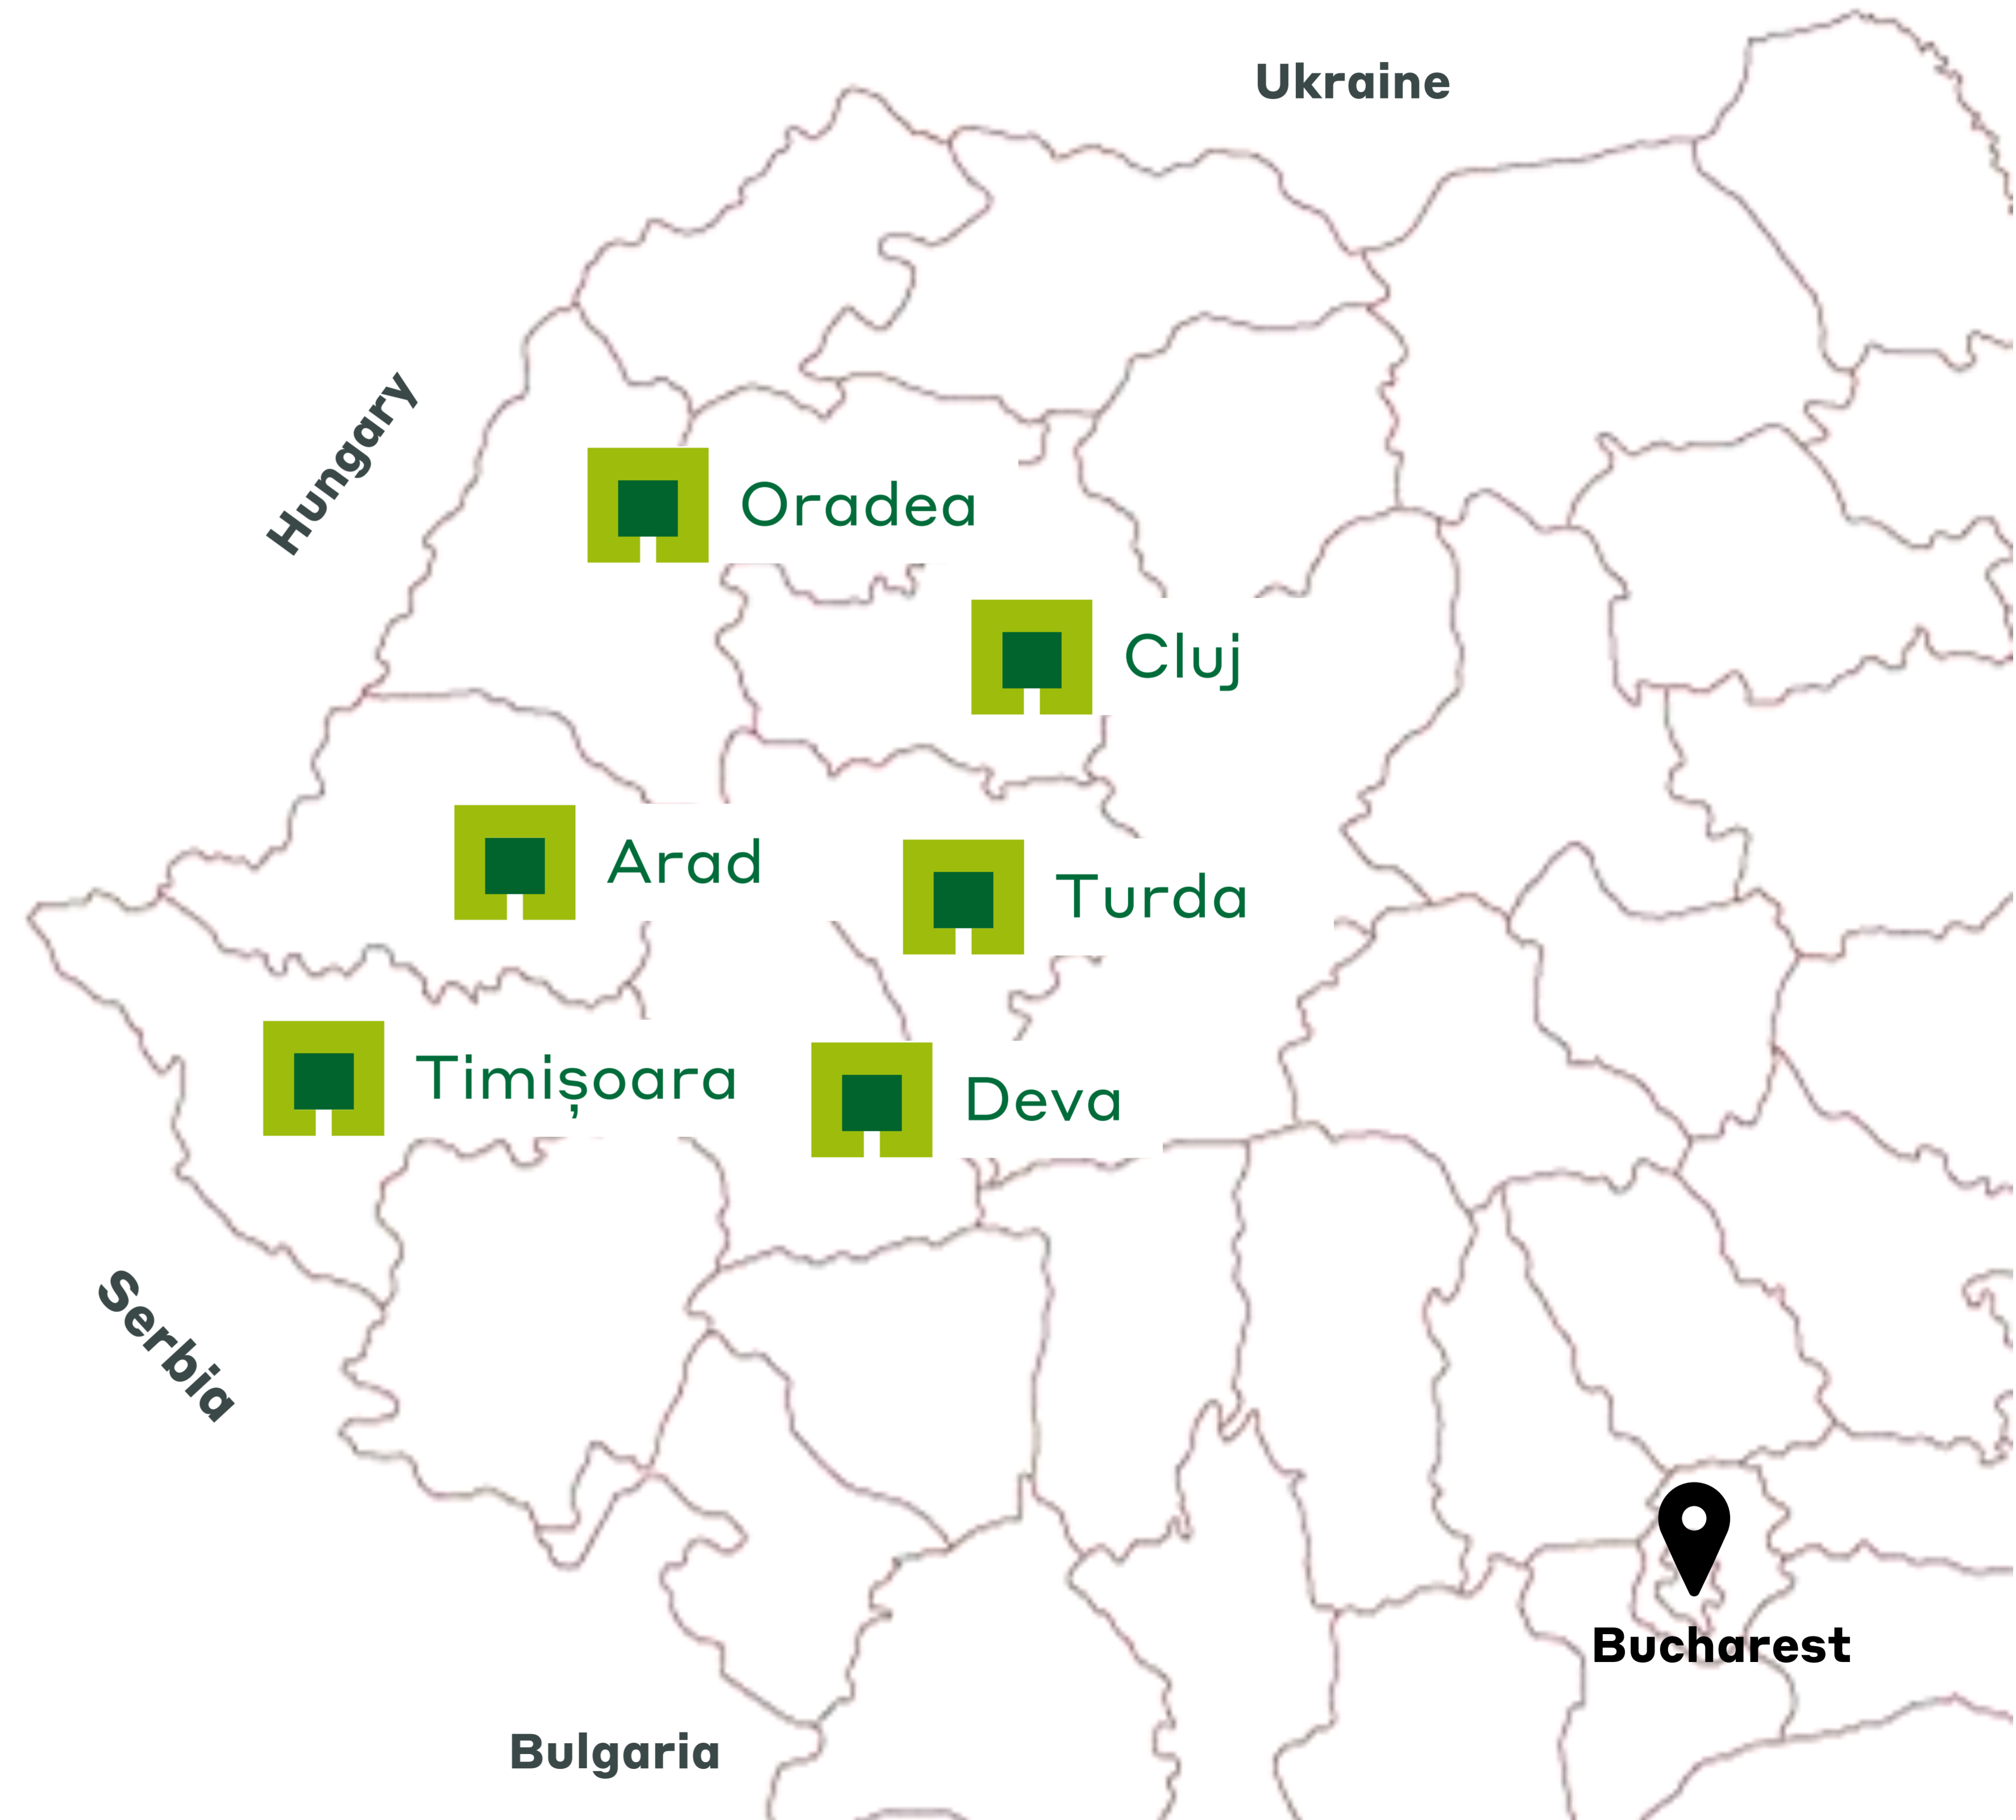 Ukraine
Hungary
Oradea
Cluj
Arad
Turda
Timișoara
Deva
Serbia
Bucharest
Bulgaria